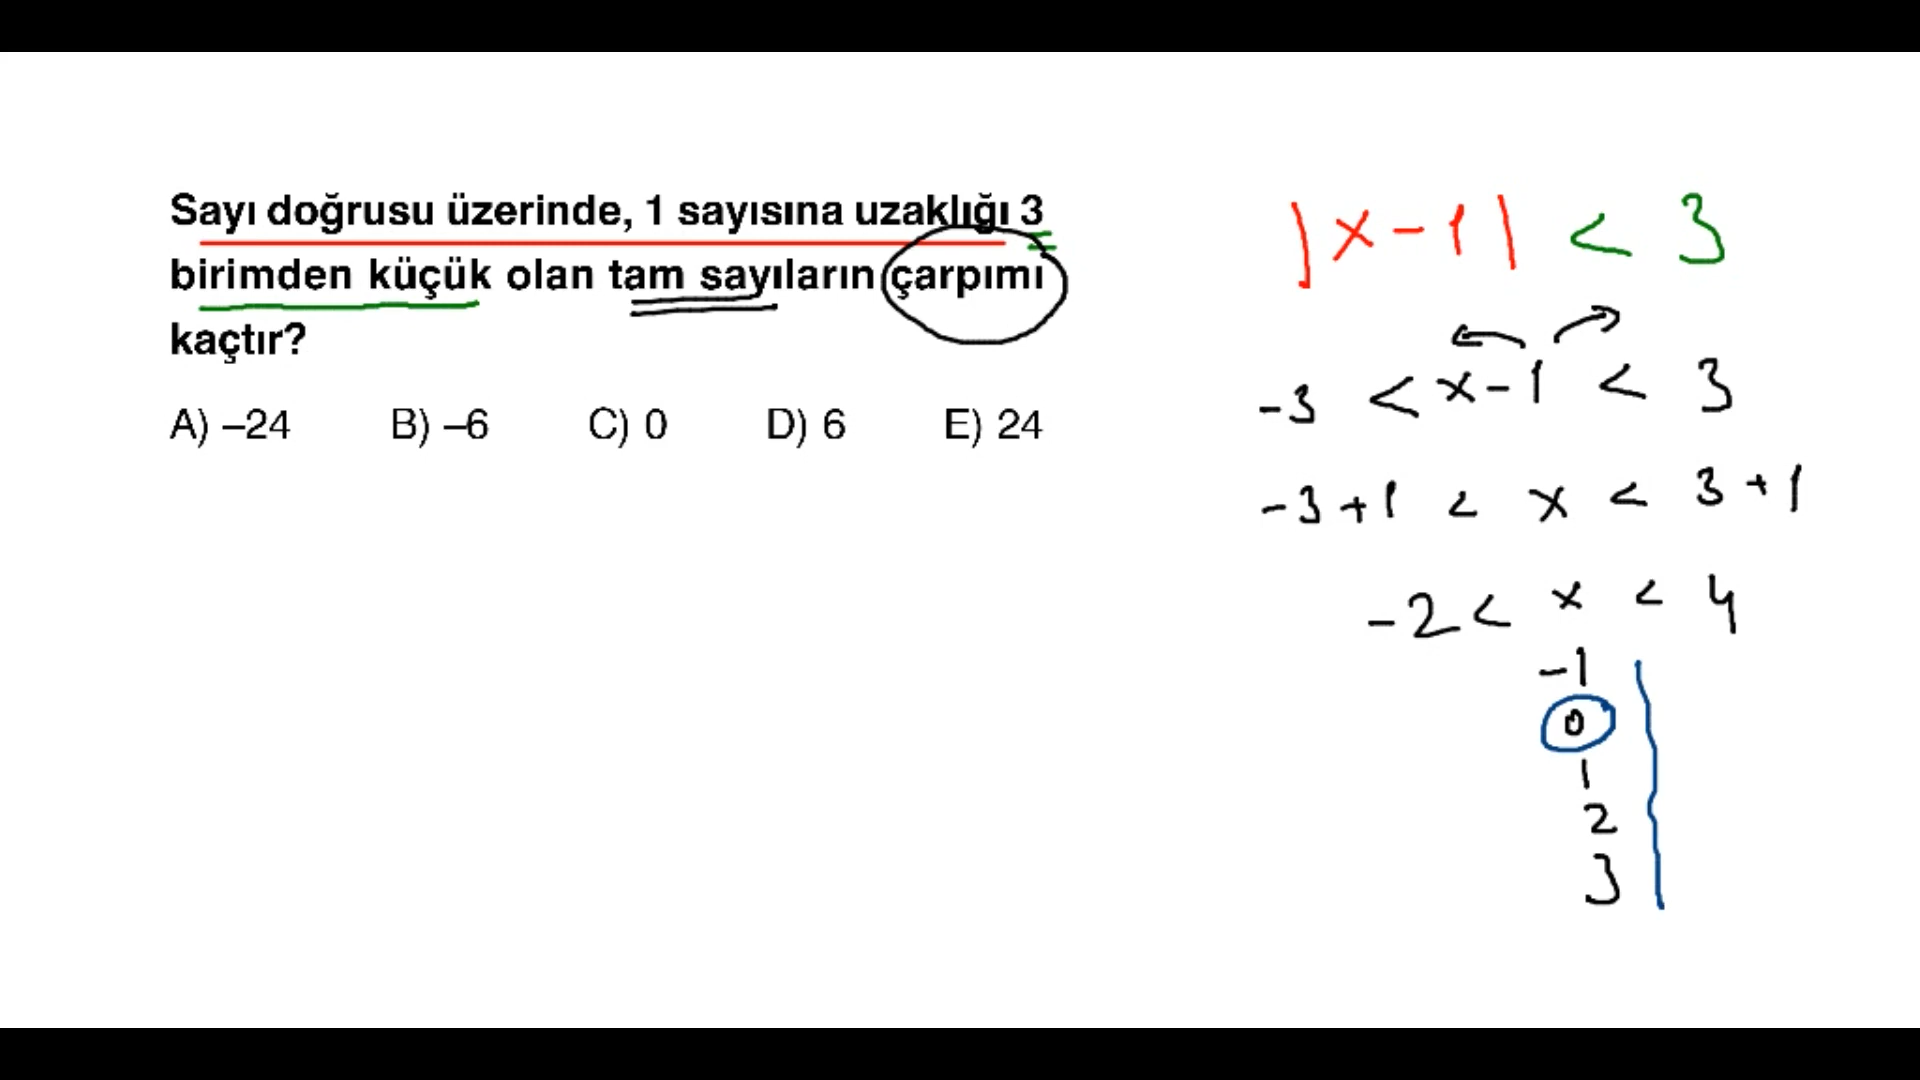 Sayı doğrusu üzerinde, 1 sayısına uzaklığı 3
birimden küçük olan tam sayıların çarpımı
kaçtır?
A) –24 B) –6 C) 0 D) 6 E) 24
|x-1| < 3
-3 < x-1 < 3
-3+1 < x < 3+1
-2 < x < 4
-1
0
1
2
3